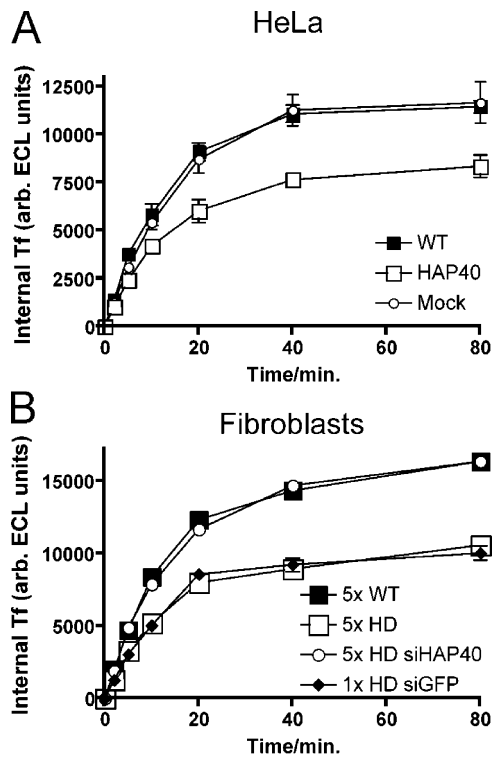 A
HeLa
Internal Tf (arb. ECL units)
12500
10000
7500
5000
2500
0
WT
HAP40
Mock
0 20 40 60 80
Time/min.
B
Fibroblasts
Internal Tf (arb. ECL units)
15000
10000
5000
0
5x WT
5x HD
5x HD siHAP40
1x HD siGFP
0 20 40 60 80
Time/min.